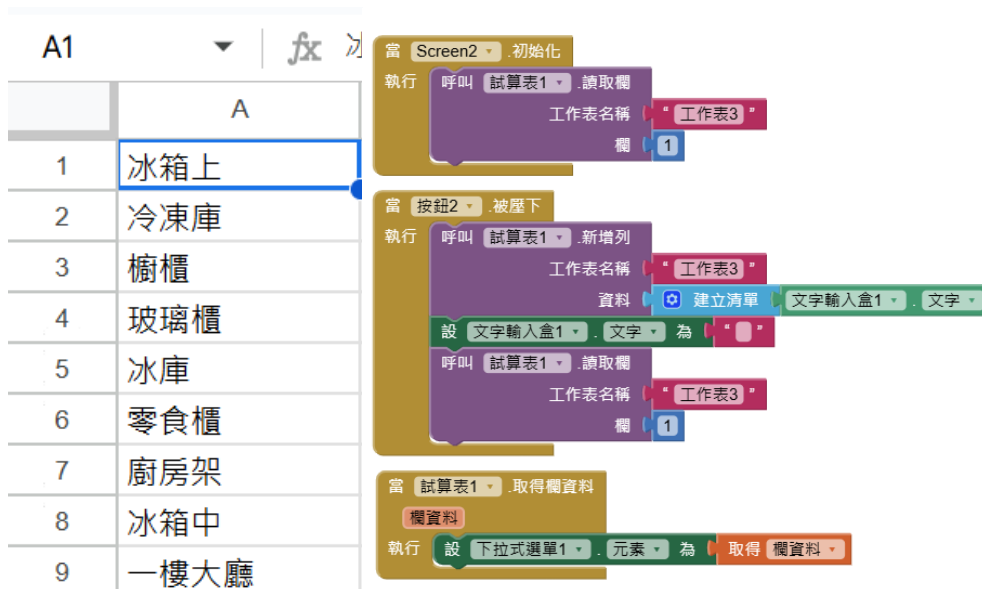 A1
fx
A
1 冰箱上
2 冷凍庫
3 櫥櫃
4 玻璃櫃
5 冰庫
6 零食櫃
7 廚房架
8 冰箱中
9 一樓大廳
當 Screen2 .初始化
執行 呼叫 試算表1 .讀取欄
工作表名稱 " 工作表3 "
欄 1
當 按鈕2 .被壓下
執行 呼叫 試算表1 .新增列
工作表名稱 " 工作表3 "
資料 建立清單 文字輸入盒1 . 文字
設 文字輸入盒1 . 文字 為 " "
呼叫 試算表1 .讀取欄
工作表名稱 " 工作表3 "
欄 1
當 試算表1 .取得欄資料
欄資料
執行 設 下拉式選單1 . 元素 為 取得 欄資料